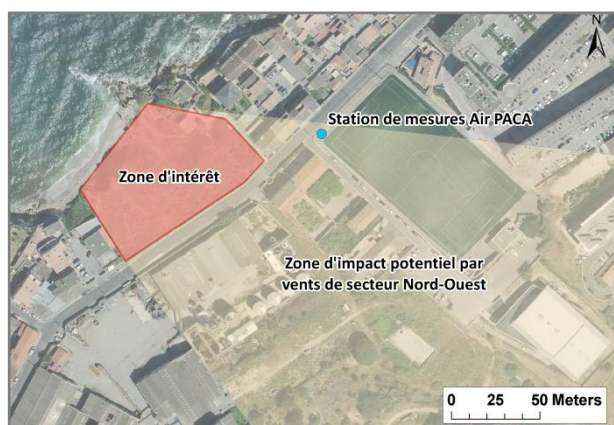 N
Station de mesures Air PACA
Zone d'intérêt
Zone d'impact potentiel par
vents de secteur Nord-Ouest
0 25 50 Meters